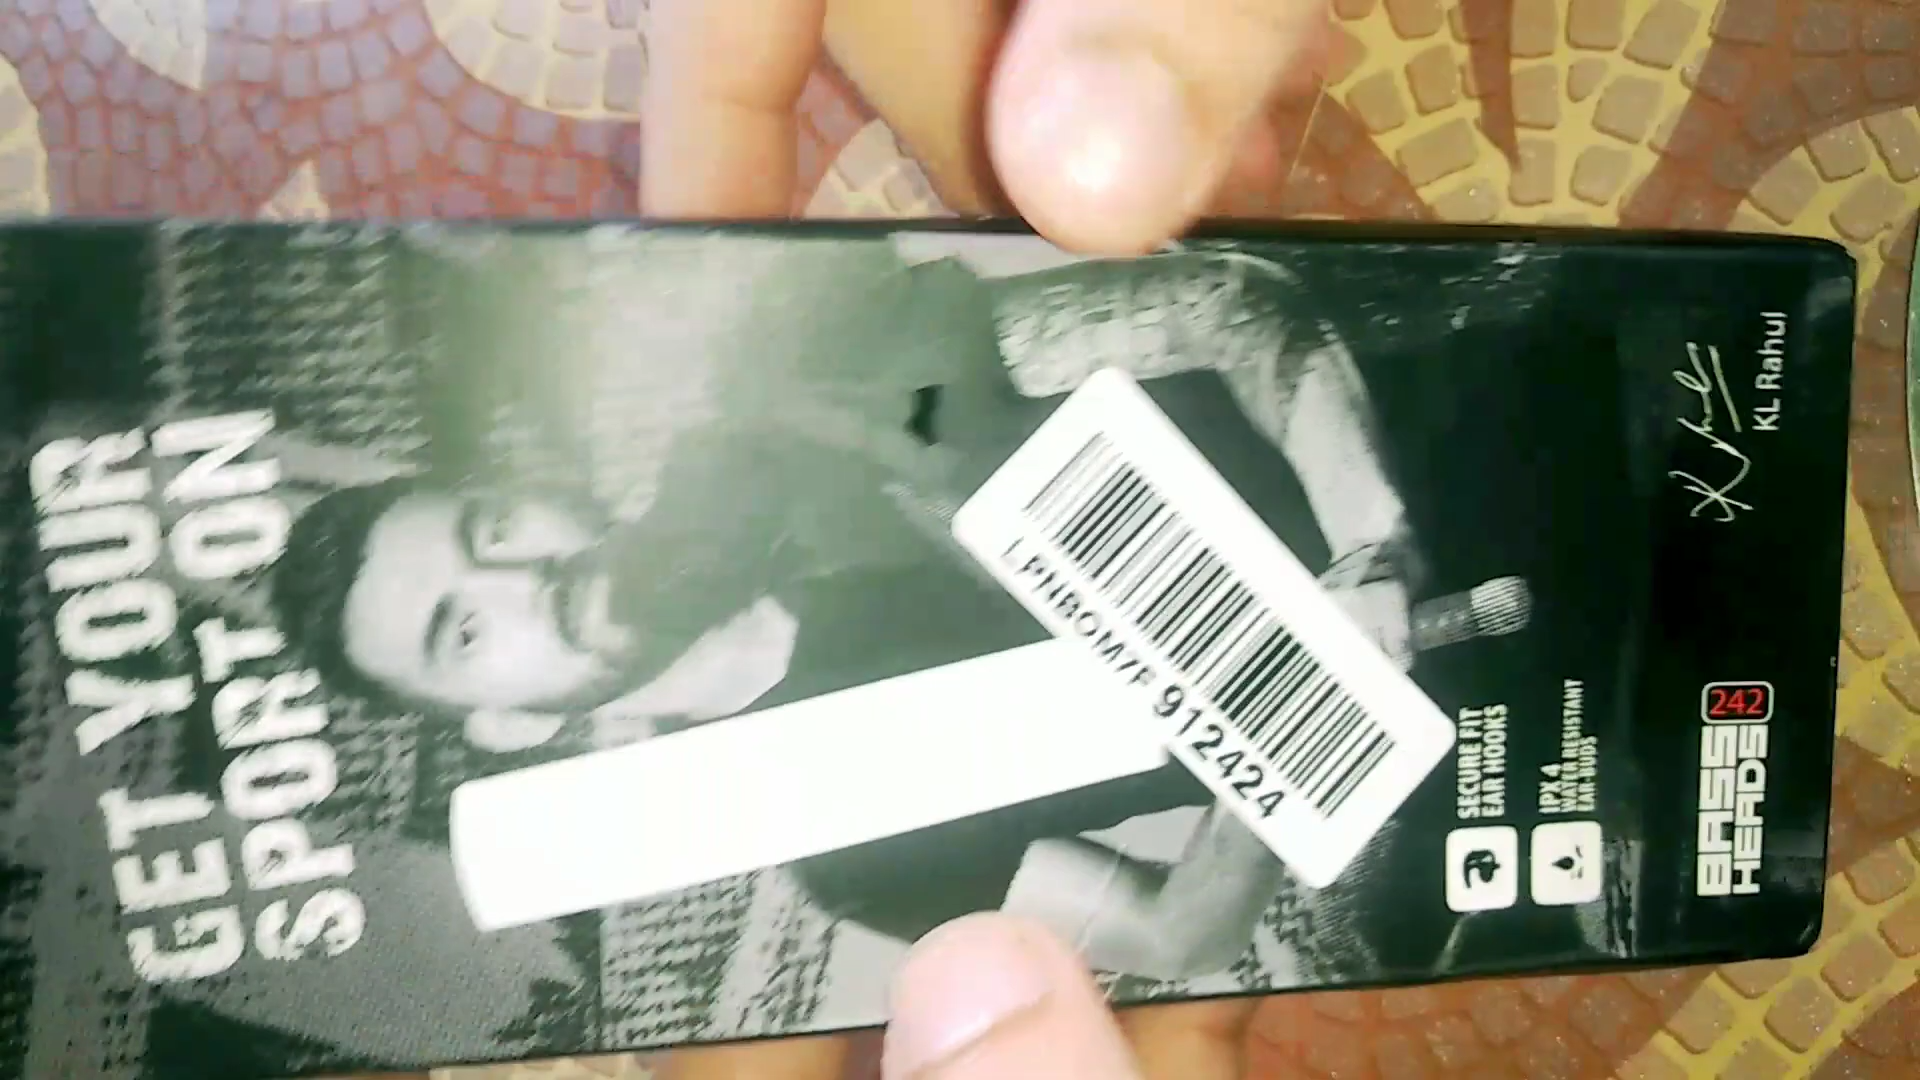 GET YOUR
SPORT ON
LPNBOMZF912424
SECURE FIT
EAR HOOKS
IPX 4
WATER RESISTANT
EAR-BUDS
KL Rahul
BASS
HEADS 242